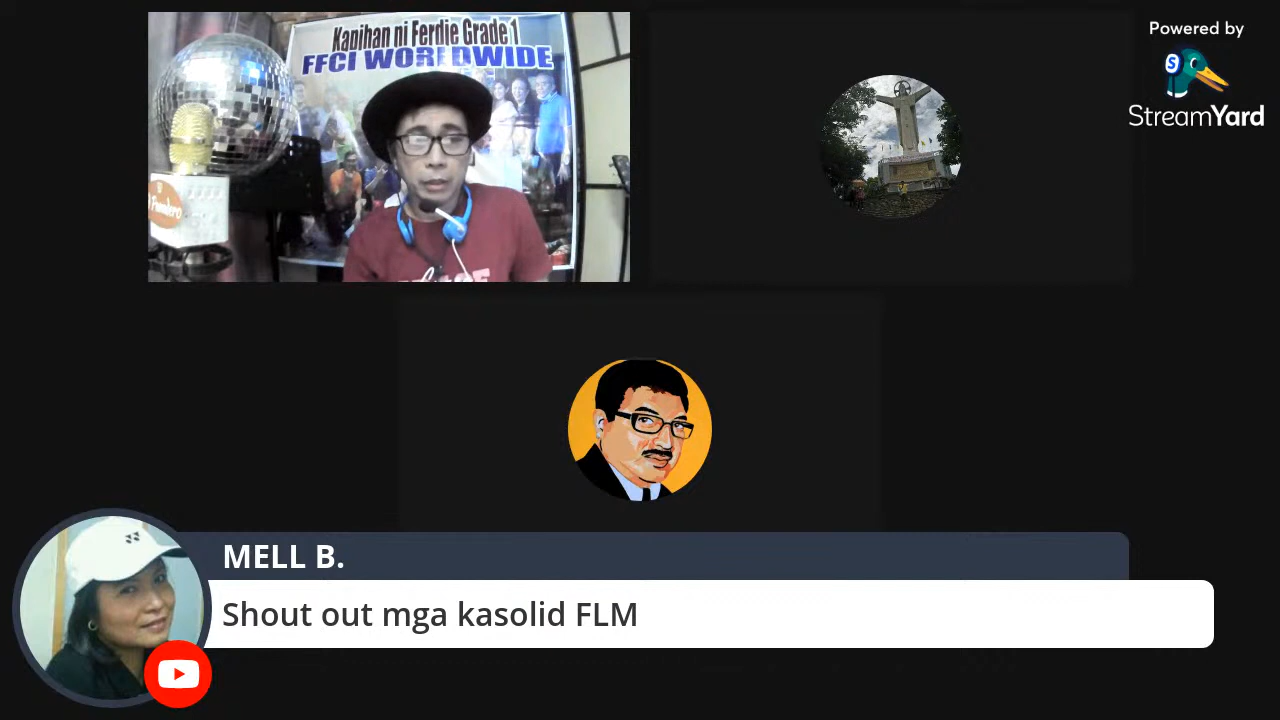 Kapihan ni Ferdie Grade 1
FFCI WORLDWIDE
Powered by
StreamYard
MELL B.
Shout out mga kasolid FLM